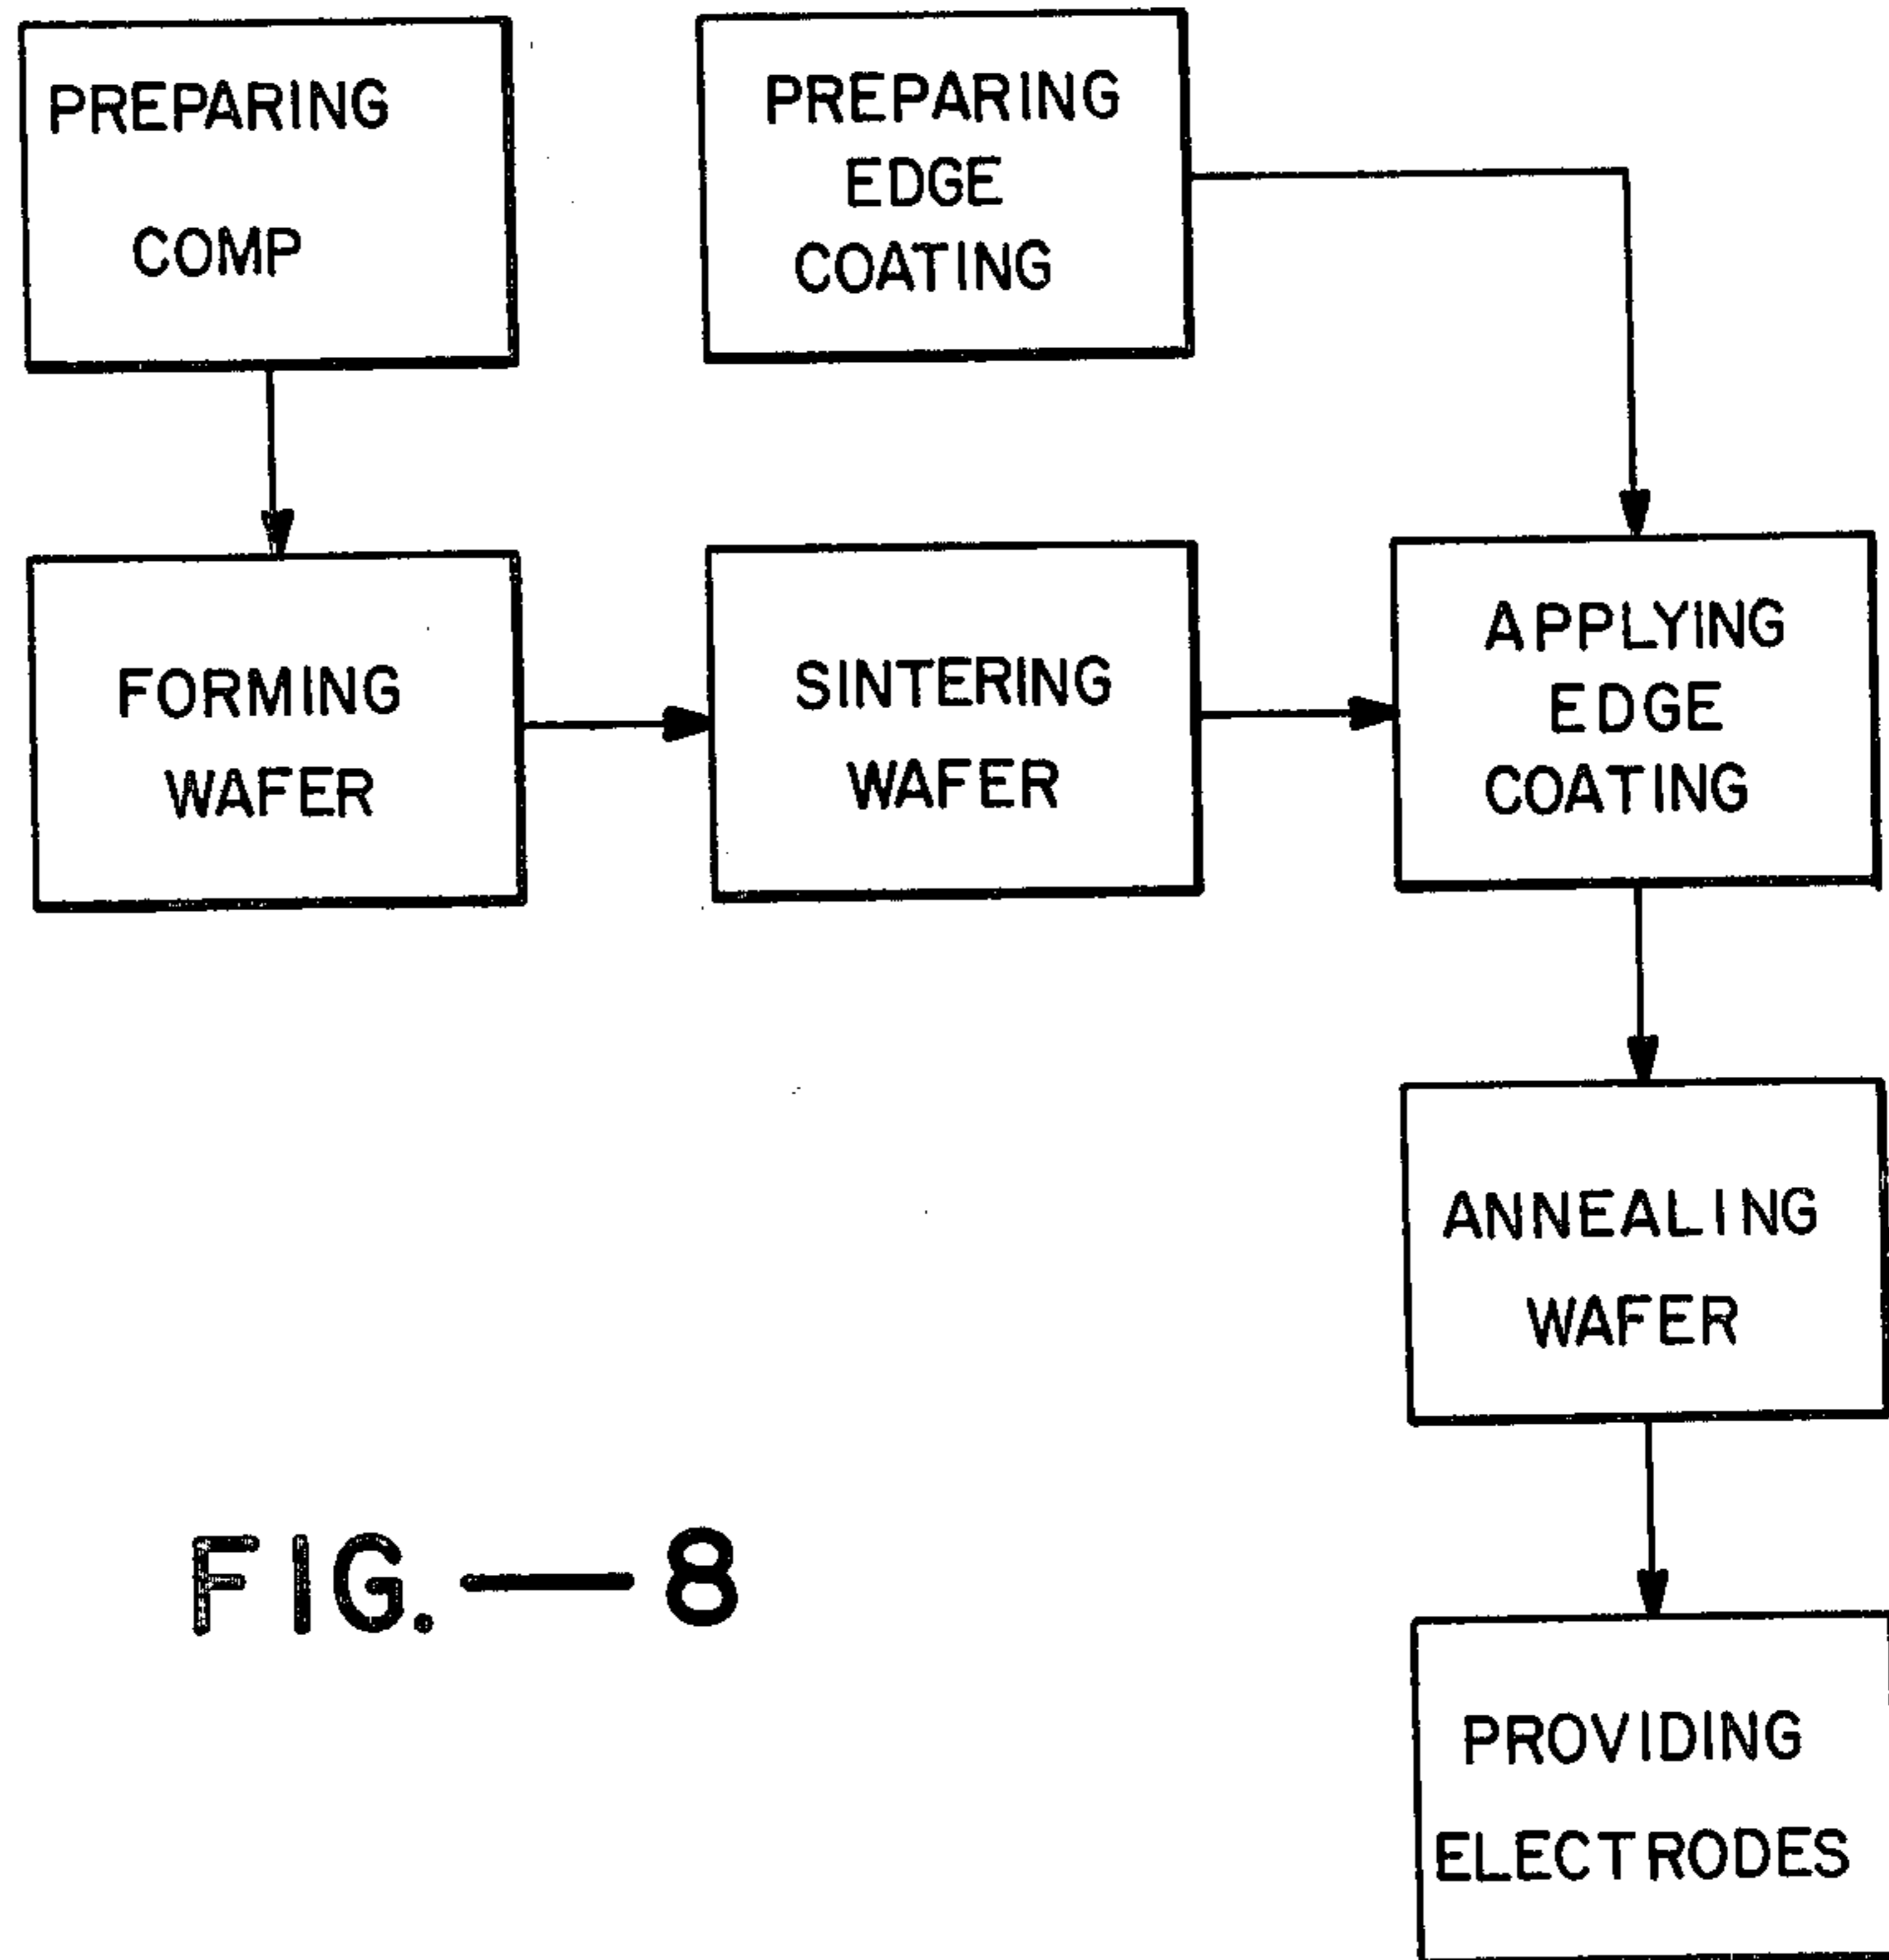 PREPARING
COMP
PREPARING
EDGE
COATING
FORMING
WAFER
SINTERING
WAFER
APPLYING
EDGE
COATING
ANNEALING
WAFER
PROVIDING
ELECTRODES
FIG.—8